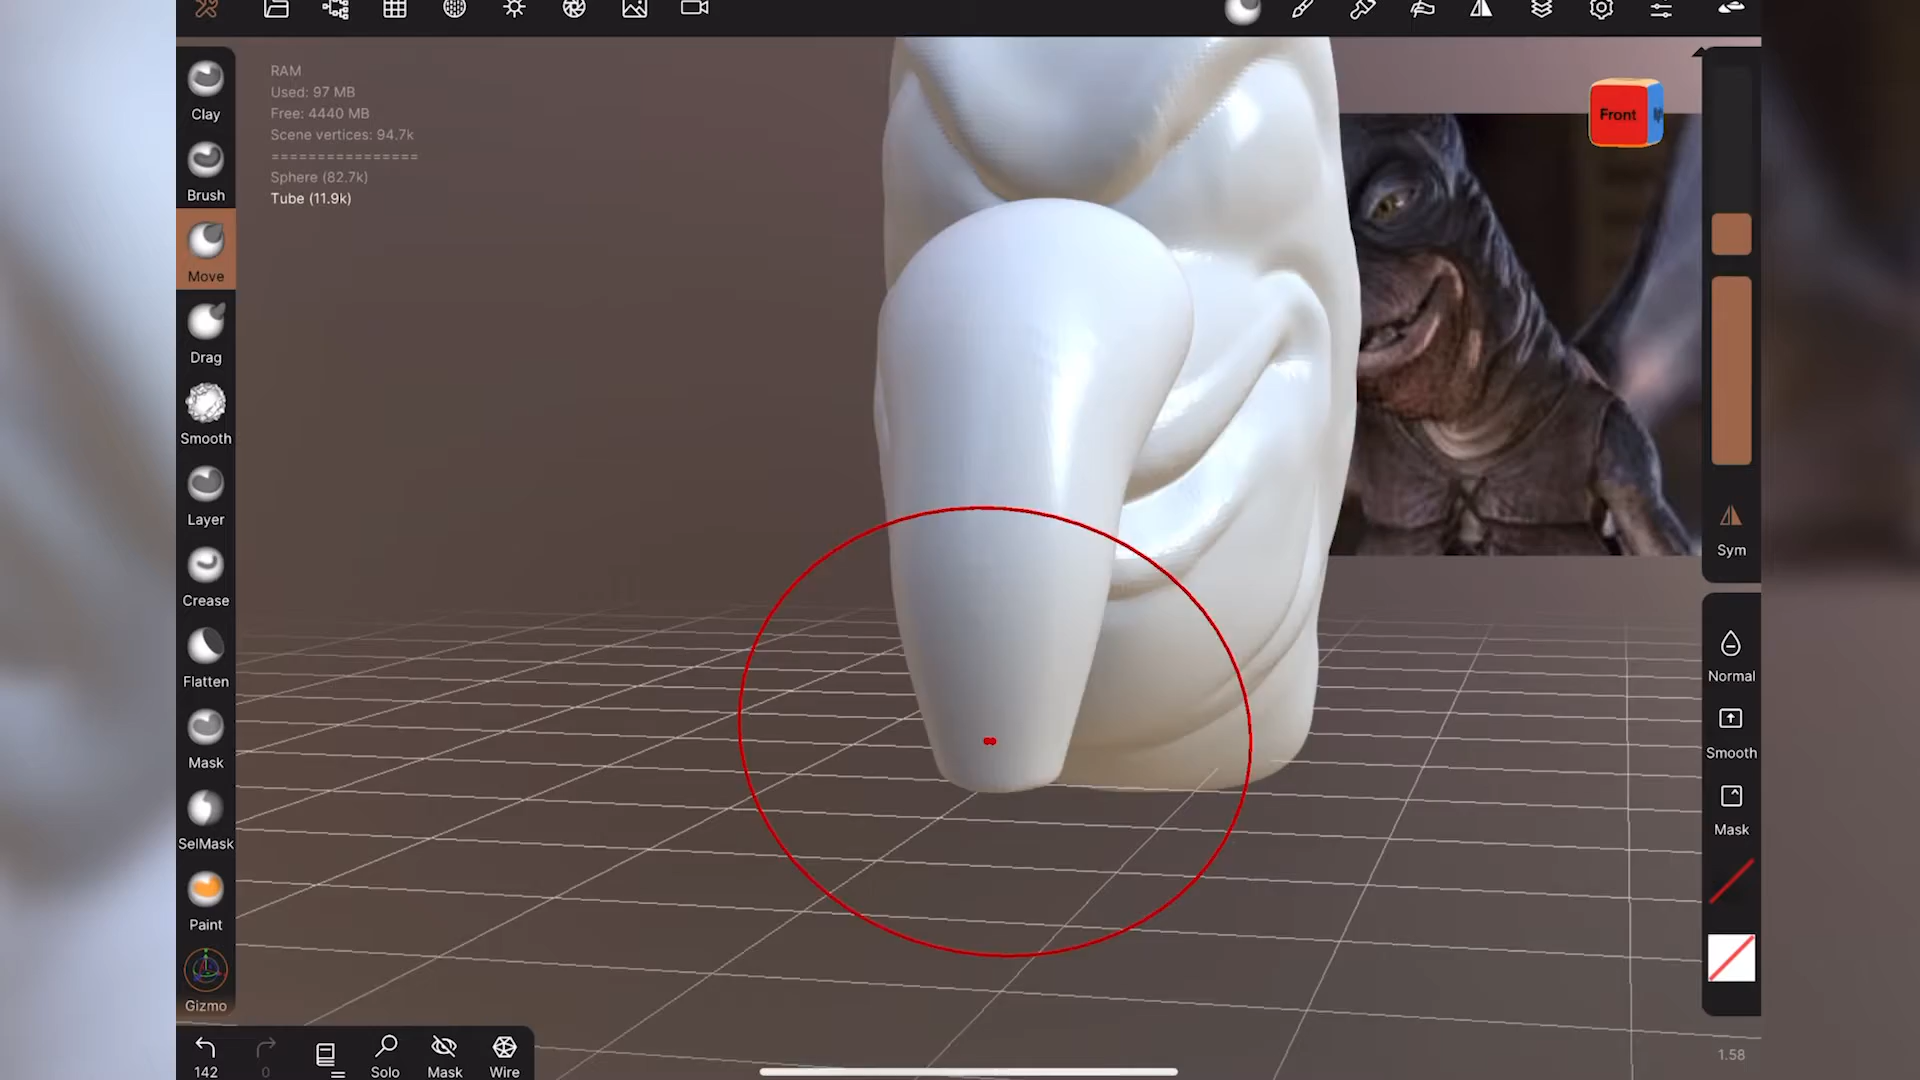 RAM
Used: 97 MB
Free: 4440 MB
Scene vertices: 94.7k
================
Sphere (82.7k)
Tube (11.9k)
Clay
Brush
Move
Drag
Smooth
Layer
Crease
Flatten
Mask
SelMask
Paint
Gizmo
142
0
Solo
Mask
Wire
Front
Sym
Normal
Smooth
Mask
1.58